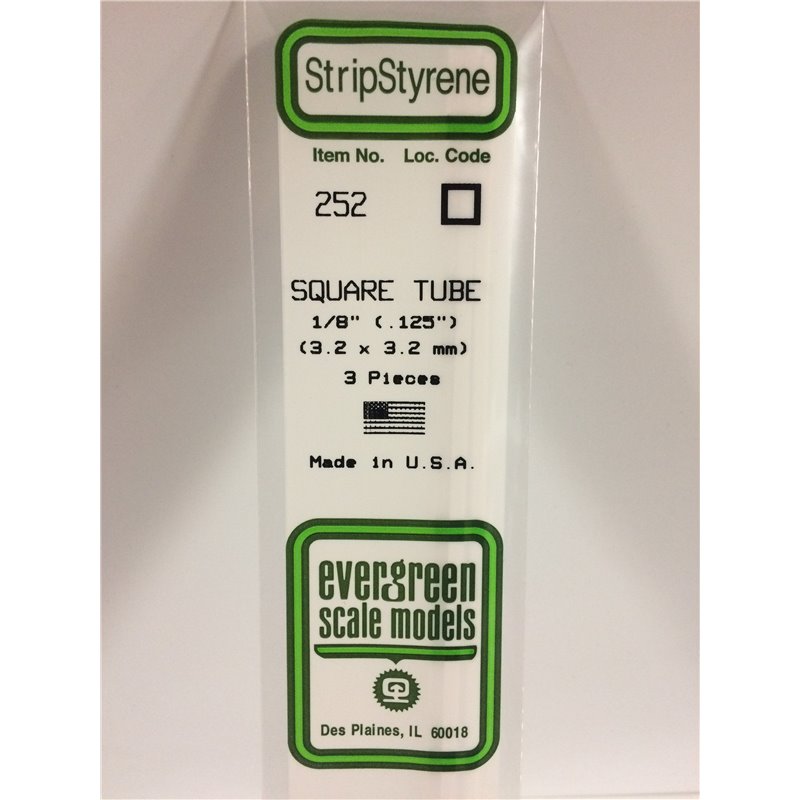 StripStyrene
Item No. Loc. Code
252
SQUARE TUBE
1/8" (.125")
(3.2 x 3.2 mm)
3 Pieces
Made in U.S.A.
evergreen
scale models
Des Plaines, IL 60018